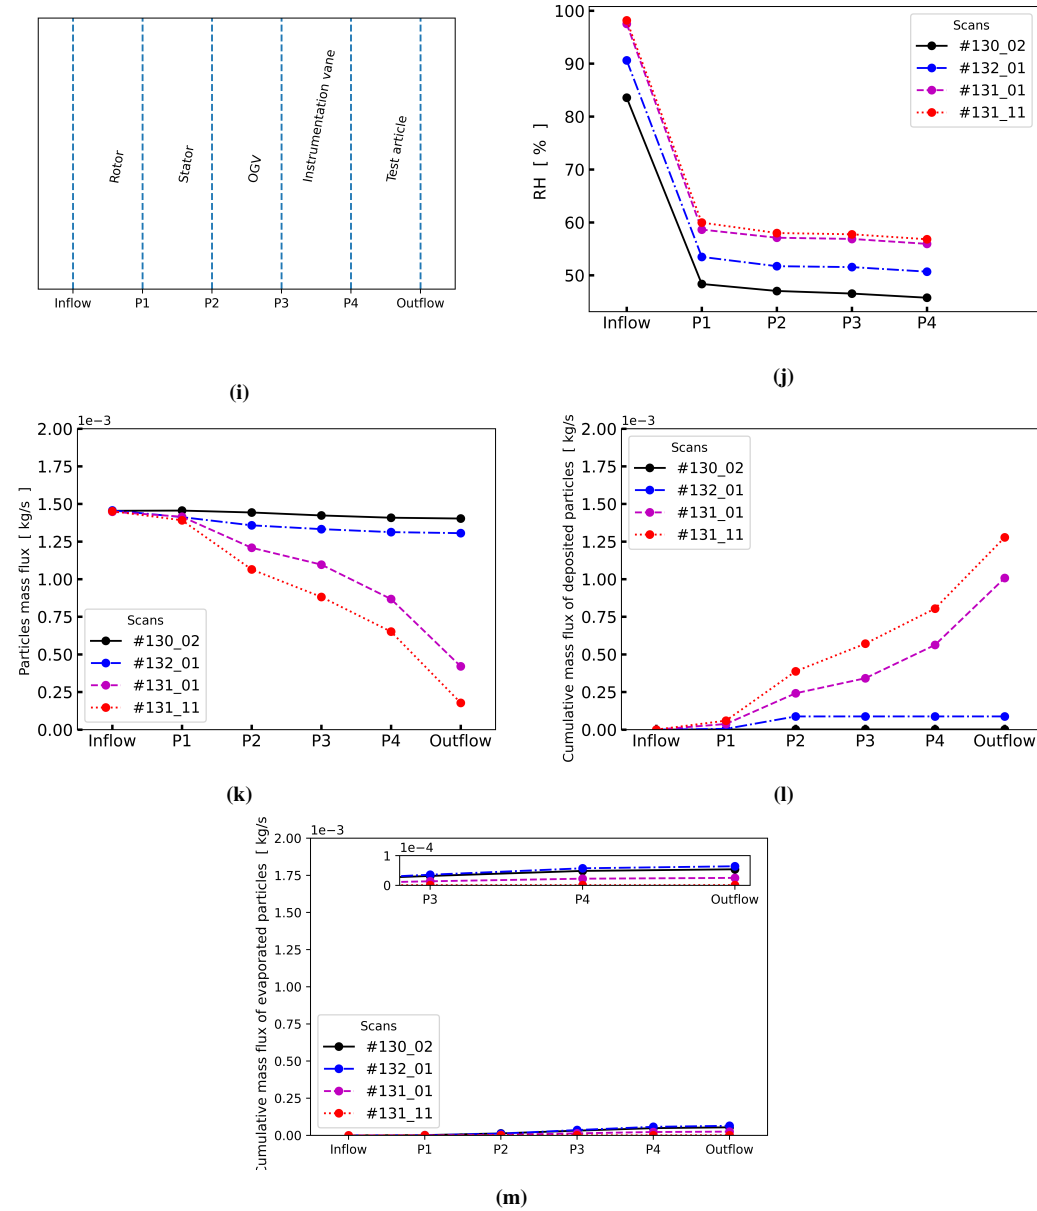 Rotor
Stator
OGV
Instrumentation vane
Test article
Inflow P1 P2 P3 P4 Outflow
(i)
RH [ % ]
100
90
80
70
60
50
Scans
#130_02
#132_01
#131_01
#131_11
Inflow P1 P2 P3 P4
(j)
1e−3
Particles mass flux [ kg/s ]
2.00
1.75
1.50
1.25
1.00
0.75
0.50
0.25
0.00
Scans
#130_02
#132_01
#131_01
#131_11
Inflow P1 P2 P3 P4 Outflow
(k)
1e−3
Cumulative mass flux of deposited particles [ kg/s
2.00
1.75
1.50
1.25
1.00
0.75
0.50
0.25
0.00
Scans
#130_02
#132_01
#131_01
#131_11
Inflow P1 P2 P3 P4 Outflow
(l)
1e−3
Cumulative mass flux of evaporated particles [ kg/s
2.00
1.75
1.50
1.25
1.00
0.75
0.50
0.25
0.00
1e−4
1
0
P3 P4 Outflow
Scans
#130_02
#132_01
#131_01
#131_11
Inflow P1 P2 P3 P4 Outflow
(m)